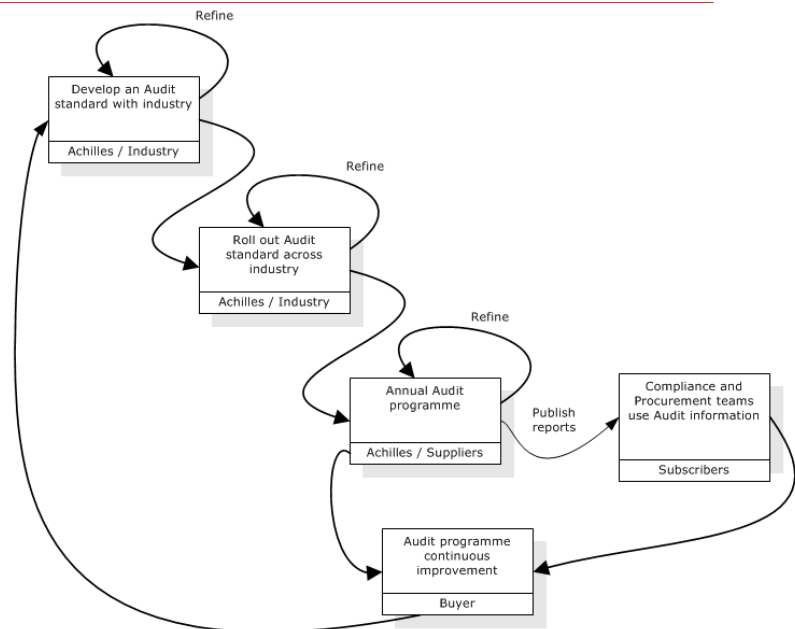 Refine
Develop an Audit
standard with industry
Achilles / Industry
Refine
Roll out Audit
standard across
industry
Achilles / Industry
Refine
Annual Audit
programme
Achilles / Suppliers
Publish
reports
Compliance and
Procurement teams
use Audit information
Subscribers
Audit programme
continuous
improvement
Buyer